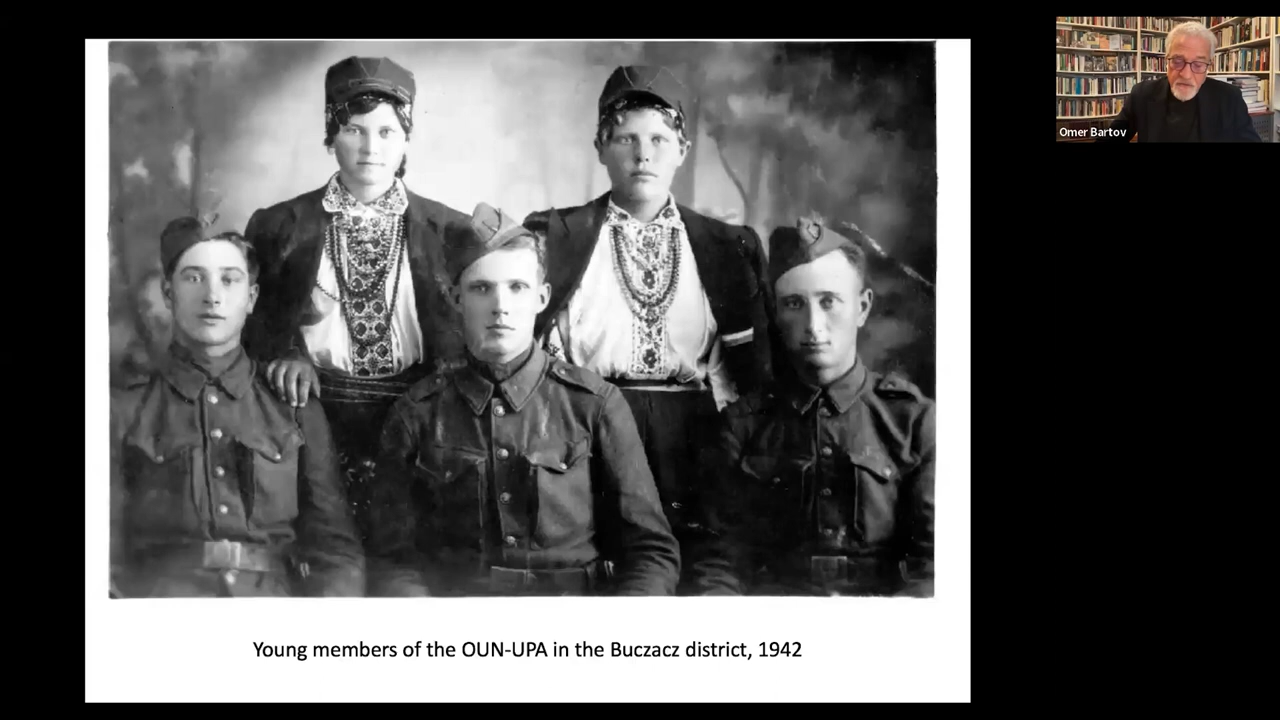 Omer Bartov
Young members of the OUN-UPA in the Buczacz district, 1942